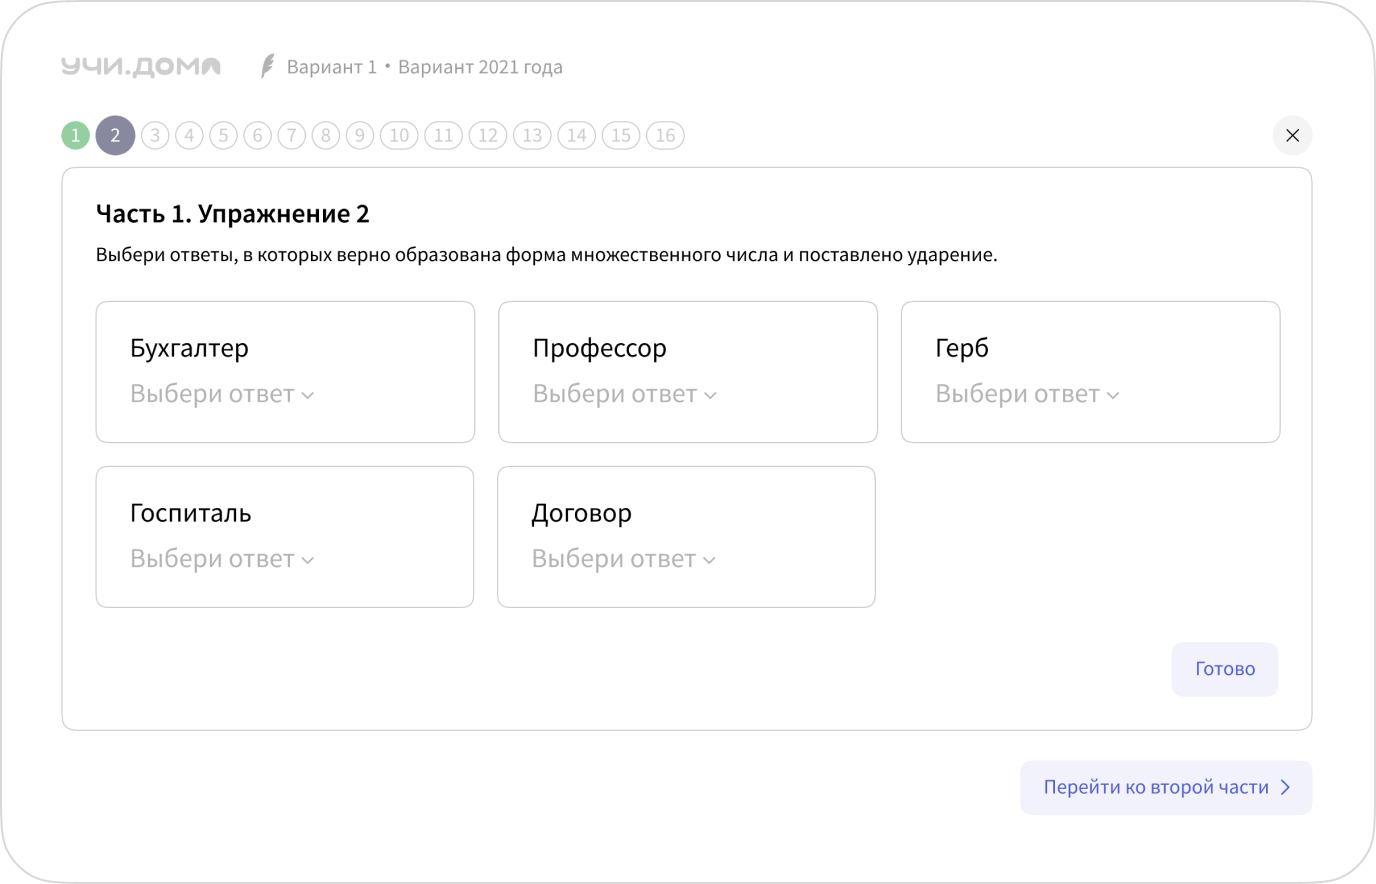 УЧИ.ДОМА
Вариант 1 • Вариант 2021 года
1 2 3 4 5 6 7 8 9 10 11 12 13 14 15 16
Часть 1. Упражнение 2
Выбери ответы, в которых верно образована форма множественного числа и поставлено ударение.
Бухгалтер
Выбери ответ
Профессор
Выбери ответ
Герб
Выбери ответ
Госпиталь
Выбери ответ
Договор
Выбери ответ
Готово
Перейти ко второй части